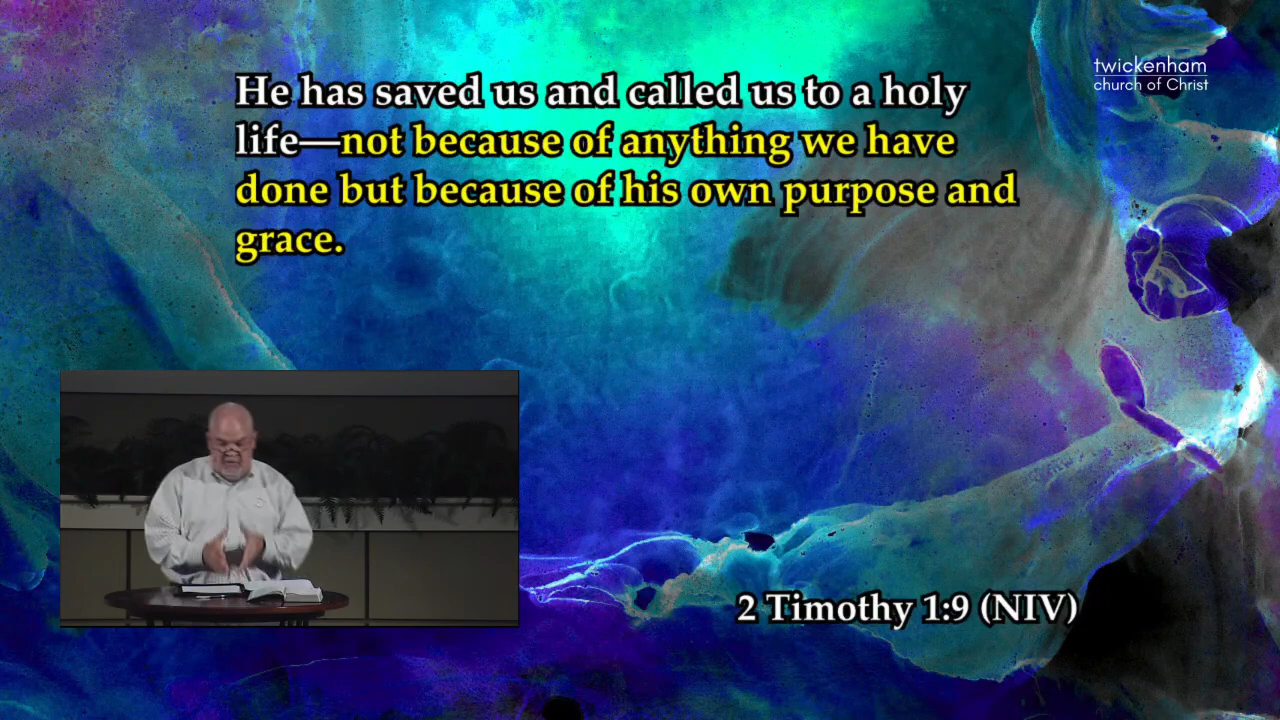 twickenham
church of Christ
He has saved us and called us to a holy
life—not because of anything we have
done but because of his own purpose and
grace.
2 Timothy 1:9 (NIV)